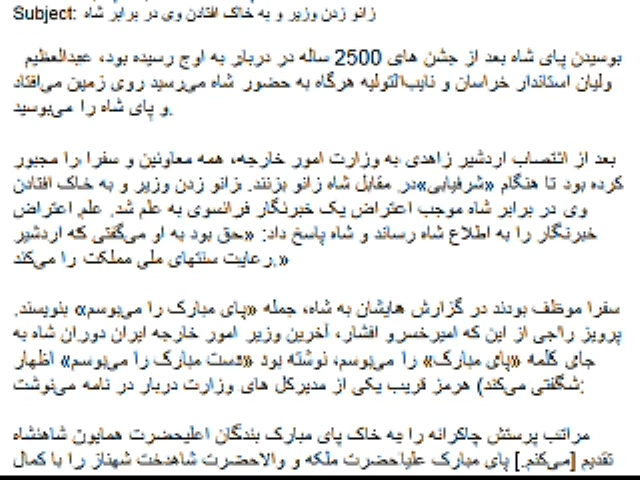 Subject: زانو زدن وزیر و به خاک افتادن وی در برابر شاه
بوسیدن پای شاه بعد از جشن های 2500 ساله در دربار به اوج رسیده بود، عبدالعظیم
ولیان استاندار خراسان و نایب‌التولیه هرگاه به حضور شاه می‌رسید روی زمین می‌افتاد
و پای شاه را می‌بوسید.
بعد از انتصاب اردشیر زاهدی به وزارت امور خارجه، همه معاونین و سفرا را مجبور
کرده بود تا هنگام «شرفیابی»در مقابل شاه زانو بزنند. زانو زدن وزیر و به خاک افتادن
وی در برابر شاه موجب اعتراض یک خبرنگار فرانسوی به علم شد. علم اعتراض
خبرنگار را به اطلاع شاه رساند و شاه پاسخ داد: «حق بود به او می‌گفتی که اردشیر
رعایت سنتهای ملی مملکت را می‌کند.»
سفرا موظف بودند در گزارش هایشان به شاه، جمله «پای مبارک را می‌بوسم» بنویسند.
پرویز راجی از این که امیرخسرو افشار، آخرین وزیر امور خارجه ایران دوران شاه به
جای کلمه «پای مبارک» را می‌بوسم، نوشته بود «دست مبارک را می‌بوسم» اظهار
شگفتی می‌کند) هرمز قریب یکی از مدیرکل های وزارت دربار در نامه می‌نوشت:
مراتب پرستش چاکرانه را به خاک پای مبارک بندگان اعلیحضرت همایون شاهنشاه
تقدیم [می‌کنم.] پای مبارک علیاحضرت ملکه و والاحضرت شاهدخت شهناز را با کمال